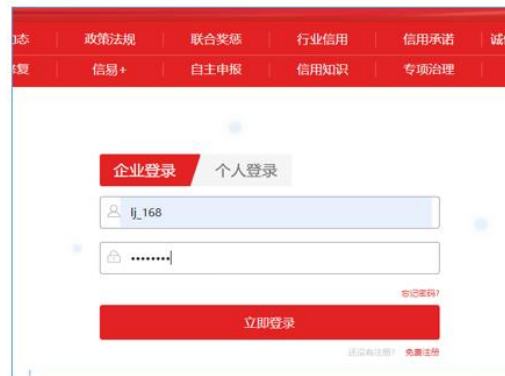 政策法规 联合奖惩 行业信用 信用承诺
信易+ 自主申报 信用知识 专项治理
企业登录 个人登录
lj_168
••••••••
忘记密码?
立即登录
还没有注册? 免费注册